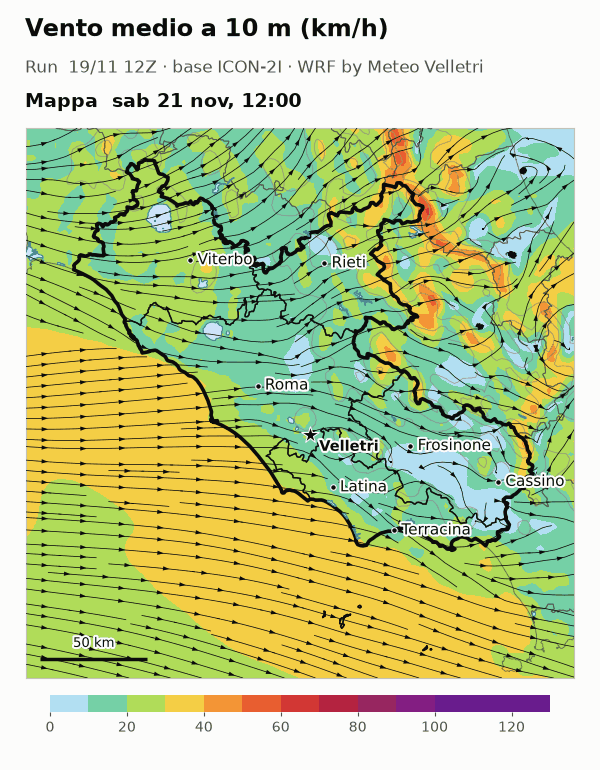 Vento medio a 10 m (km/h)
Run  19/11 12Z · base ICON-2I · WRF by Meteo Velletri
Mappa  sab 21 nov, 12:00
Viterbo
Rieti
Roma
Velletri
Frosinone
Cassino
Latina
Terracina
50 km
0 20 40 60 80 100 120